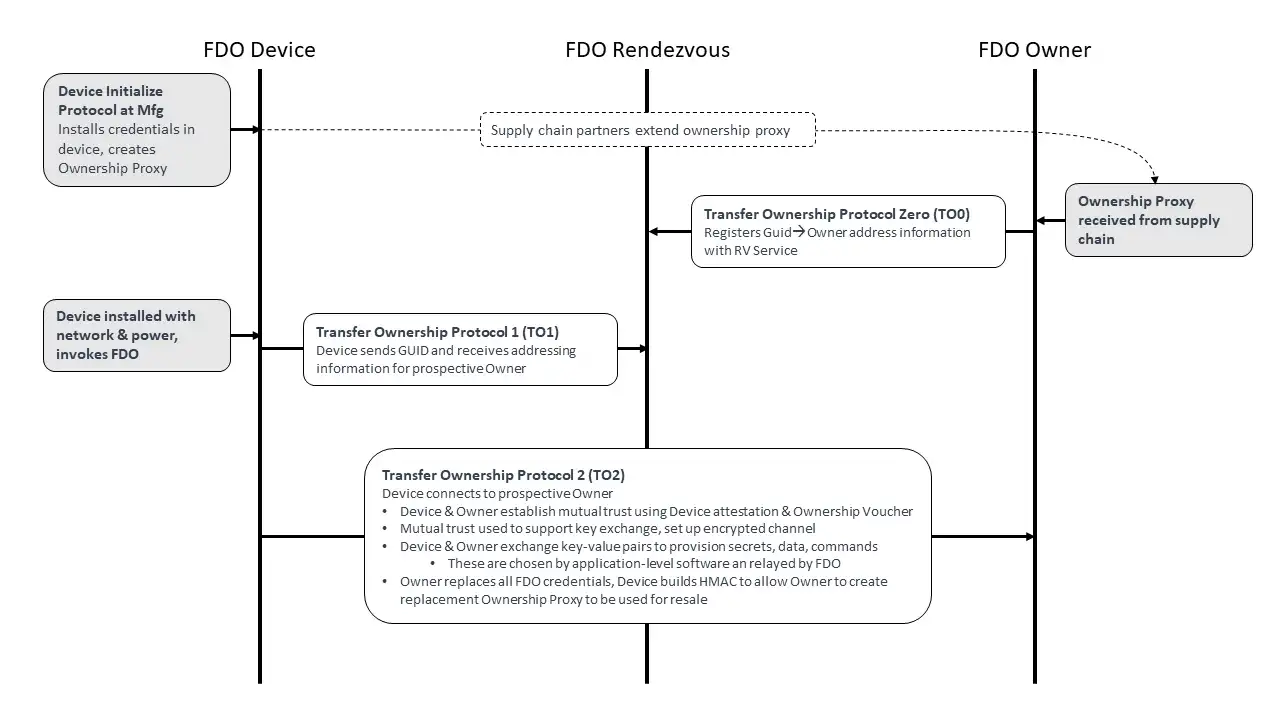 FDO Device
FDO Rendezvous
FDO Owner
Device Initialize
Protocol at Mfg
Installs credentials in
device, creates
Ownership Proxy
Supply chain partners extend ownership proxy
Ownership Proxy
received from supply
chain
Transfer Ownership Protocol Zero (TO0)
Registers Guid→Owner address information
with RV Service
Device installed with
network & power,
invokes FDO
Transfer Ownership Protocol 1 (TO1)
Device sends GUID and receives addressing
information for prospective Owner
Transfer Ownership Protocol 2 (TO2)
Device connects to prospective Owner
• Device & Owner establish mutual trust using Device attestation & Ownership Voucher
• Mutual trust used to support key exchange, set up encrypted channel
• Device & Owner exchange key-value pairs to provision secrets, data, commands
• These are chosen by application-level software an relayed by FDO
• Owner replaces all FDO credentials, Device builds HMAC to allow Owner to create
replacement Ownership Proxy to be used for resale